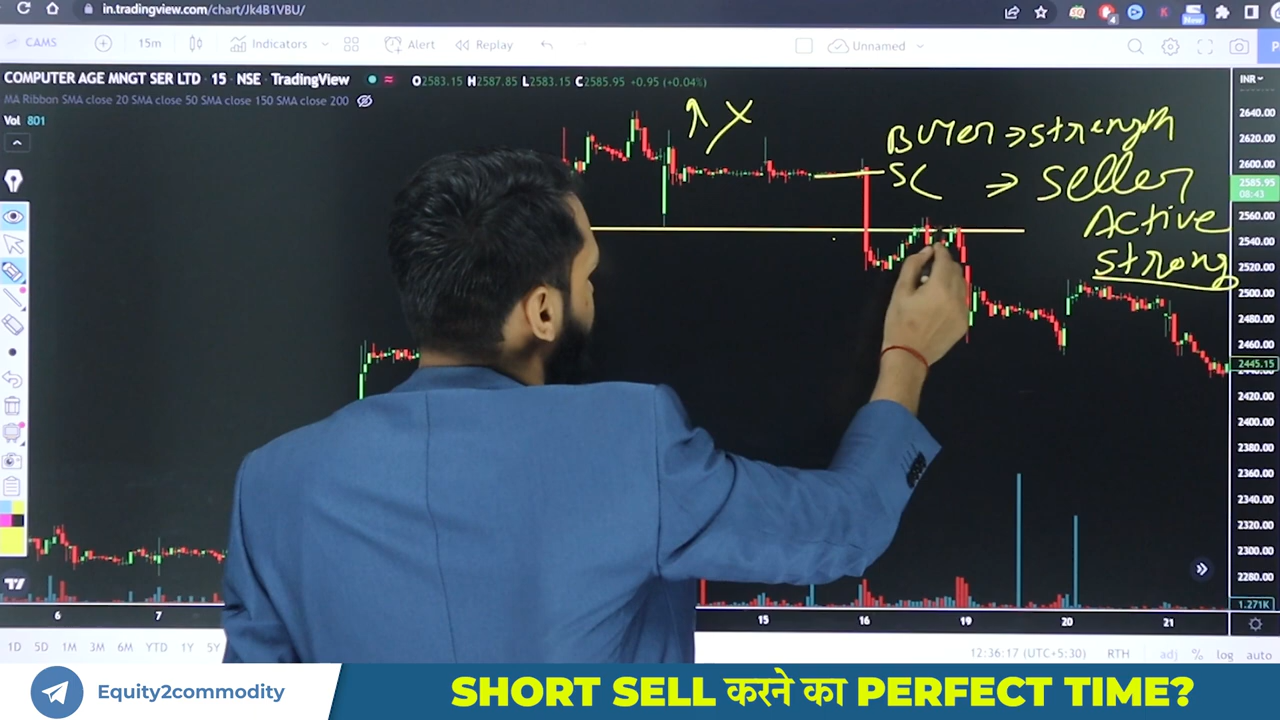 in.tradingview.com/chart/Jk4B1VBU/
4
New
CAMS
15m
Indicators
Alert
Replay
Unnamed
COMPUTER AGE MNGT SER LTD · 15 · NSE · TradingView
O2583.15 H2587.85 L2583.15 C2585.95 +0.95 (+0.04%)
INR
MA Ribbon SMA close 20 SMA close 50 SMA close 150 SMA close 200
Vol 801
Buyer ⇒ strength
SL ⇒ Seller
Active
strong
2640.00
2620.00
2600.00
2585.95
08:43
2560.00
2540.00
2520.00
2500.00
2480.00
2460.00
2445.15
2420.00
2400.00
2380.00
2360.00
2340.00
2320.00
2300.00
2280.00
1.271K
6 7 15 16 19 20 21
1D 5D 1M 3M 6M YTD 1Y 5Y
12:36:17 (UTC+5:30) RTH adj % log auto
Equity2commodity
SHORT SELL करने का PERFECT TIME?